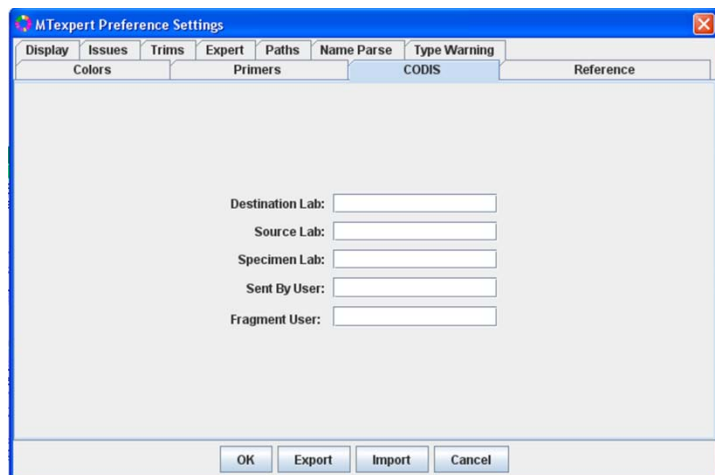 MTexpert Preference Settings
Display Issues Trims Expert Paths Name Parse Type Warning
Colors Primers CODIS Reference
Destination Lab:
Source Lab:
Specimen Lab:
Sent By User:
Fragment User:
OK Export Import Cancel